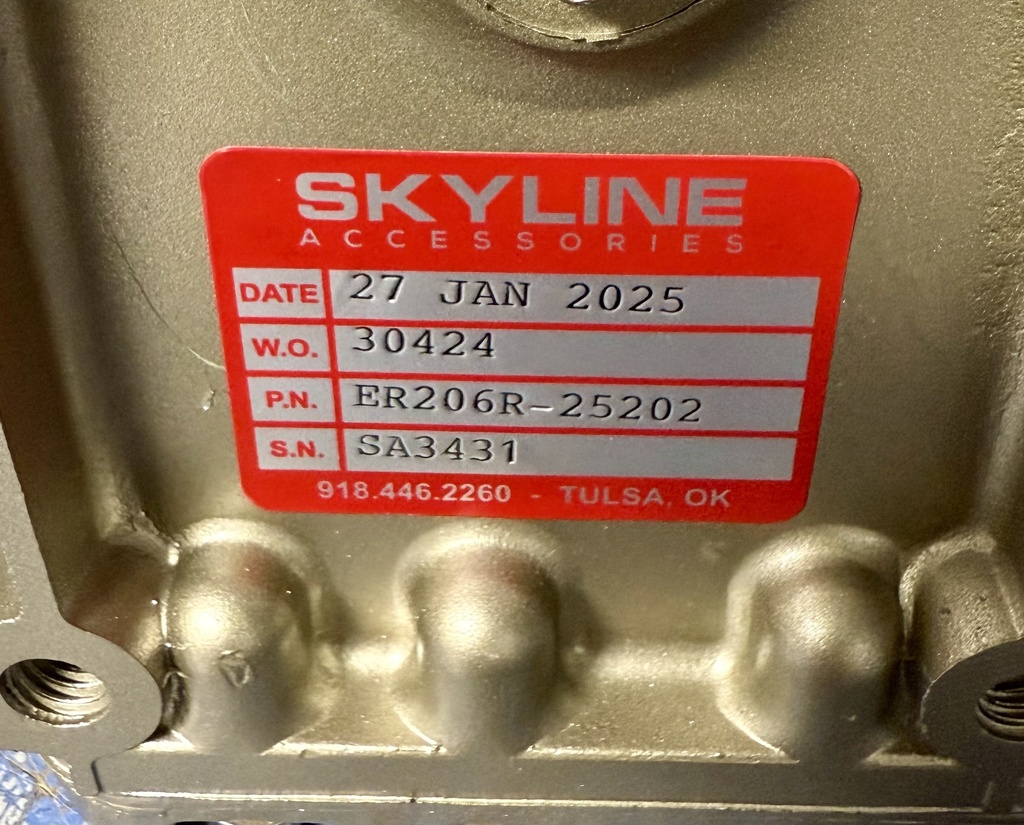 SKYLINE
ACCESSORIES
DATE 27 JAN 2025
W.O. 30424
P.N. ER206R-25202
S.N. SA3431
918.446.2260 - TULSA, OK